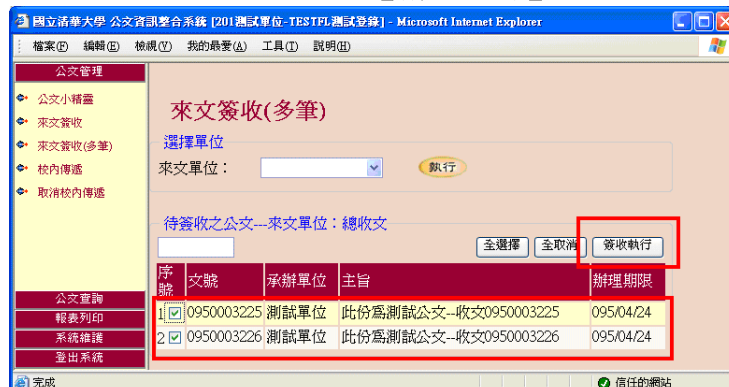 國立清華大學 公文資訊整合系統 [201測試單位-TESTFL測試登錄] - Microsoft Internet Explorer
檔案(F) 編輯(E) 檢視(V) 我的最愛(A) 工具(T) 說明(H)
公文管理
公文小精靈
來文簽收
來文簽收(多筆)
校內傳遞
取消校內傳遞
公文查詢
報表列印
系統維護
登出系統
來文簽收(多筆)
選擇單位
來文單位：
執行
待簽收之公文---來文單位：總收文
全選擇 全取消 簽收執行
序號 文號 承辦單位 主旨 辦理期限
1 0950003225 測試單位 此份為測試公文--收文0950003225 095/04/24
2 0950003226 測試單位 此份為測試公文--收文0950003226 095/04/24
完成 信任的網站